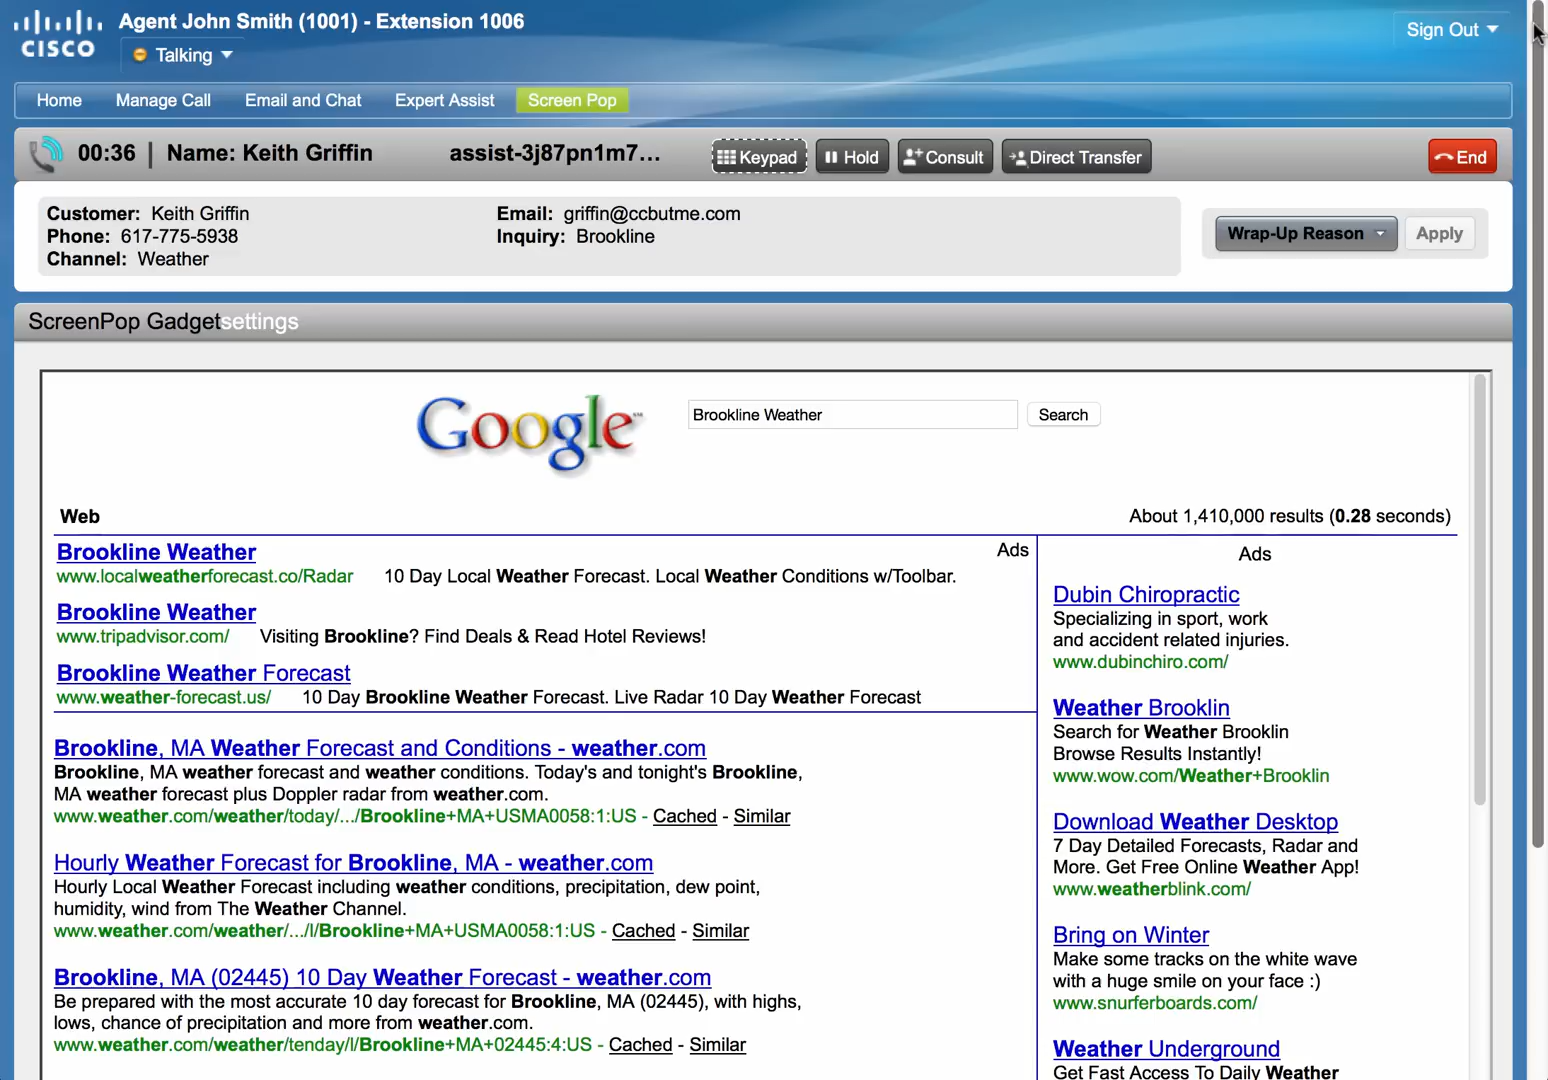 CISCO
Agent John Smith (1001) - Extension 1006
Talking
Sign Out
Home Manage Call Email and Chat Expert Assist Screen Pop
00:36 | Name: Keith Griffin assist-3j87pn1m7... Keypad Hold Consult Direct Transfer End
Customer: Keith Griffin
Phone: 617-775-5938
Channel: Weather
Email: griffin@ccbutme.com
Inquiry: Brookline
Wrap-Up Reason Apply
ScreenPop Gadgetsettings
Google™ Brookline Weather Search
Web About 1,410,000 results (0.28 seconds)
Brookline Weather Ads
www.localweatherforecast.co/Radar 10 Day Local Weather Forecast. Local Weather Conditions w/Toolbar.
Brookline Weather
www.tripadvisor.com/ Visiting Brookline? Find Deals & Read Hotel Reviews!
Brookline Weather Forecast
www.weather-forecast.us/ 10 Day Brookline Weather Forecast. Live Radar 10 Day Weather Forecast
Brookline, MA Weather Forecast and Conditions - weather.com
Brookline, MA weather forecast and weather conditions. Today's and tonight's Brookline,
MA weather forecast plus Doppler radar from weather.com.
www.weather.com/weather/today/.../Brookline+MA+USMA0058:1:US - Cached - Similar
Hourly Weather Forecast for Brookline, MA - weather.com
Hourly Local Weather Forecast including weather conditions, precipitation, dew point,
humidity, wind from The Weather Channel.
www.weather.com/weather/.../l/Brookline+MA+USMA0058:1:US - Cached - Similar
Brookline, MA (02445) 10 Day Weather Forecast - weather.com
Be prepared with the most accurate 10 day forecast for Brookline, MA (02445), with highs,
lows, chance of precipitation and more from weather.com.
www.weather.com/weather/tenday/l/Brookline+MA+02445:4:US - Cached - Similar
Ads
Dubin Chiropractic
Specializing in sport, work
and accident related injuries.
www.dubinchiro.com/
Weather Brooklin
Search for Weather Brooklin
Browse Results Instantly!
www.wow.com/Weather+Brooklin
Download Weather Desktop
7 Day Detailed Forecasts, Radar and
More. Get Free Online Weather App!
www.weatherblink.com/
Bring on Winter
Make some tracks on the white wave
with a huge smile on your face :)
www.snurferboards.com/
Weather Underground
Get Fast Access To Daily Weather